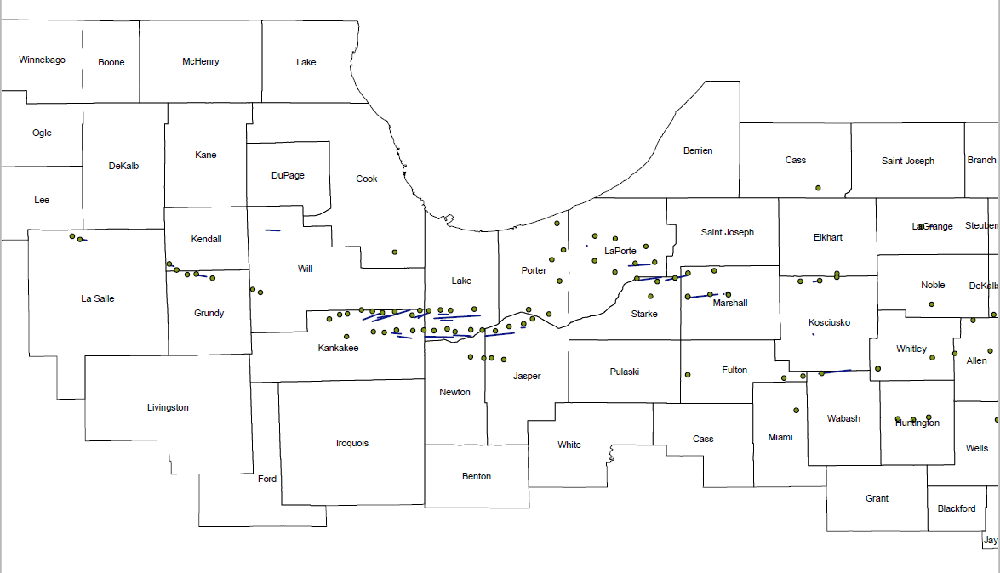 Winnebago
Boone
McHenry
Lake
Ogle
DeKalb
Kane
DuPage
Cook
Berrien
Cass
Saint Joseph
Branch
Lee
Kendall
Will
Saint Joseph
Elkhart
LaGrange
Steuben
LaPorte
Porter
Lake
La Salle
Grundy
Kankakee
Starke
Marshall
Kosciusko
Noble
DeKalb
Whitley
Allen
Jasper
Pulaski
Fulton
Newton
Livingston
Iroquois
White
Cass
Miami
Wabash
Huntington
Wells
Ford
Benton
Grant
Blackford
Jay